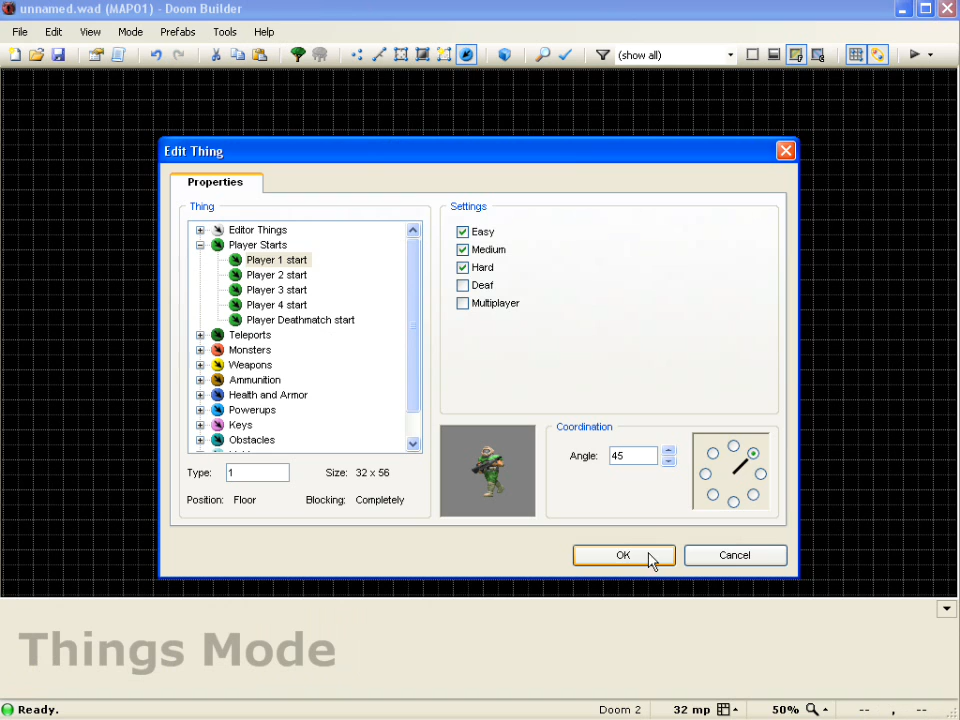 unnamed.wad (MAP01) - Doom Builder
File Edit View Mode Prefabs Tools Help
(show all)
Edit Thing
Properties
Thing
Editor Things
Player Starts
Player 1 start
Player 2 start
Player 3 start
Player 4 start
Player Deathmatch start
Teleports
Monsters
Weapons
Ammunition
Health and Armor
Powerups
Keys
Obstacles
Type: 1 Size: 32 x 56
Position: Floor Blocking: Completely
Settings
Easy
Medium
Hard
Deaf
Multiplayer
Coordination
Angle: 45
OK Cancel
Things Mode
Ready. Doom 2 32 mp 50% -- , --